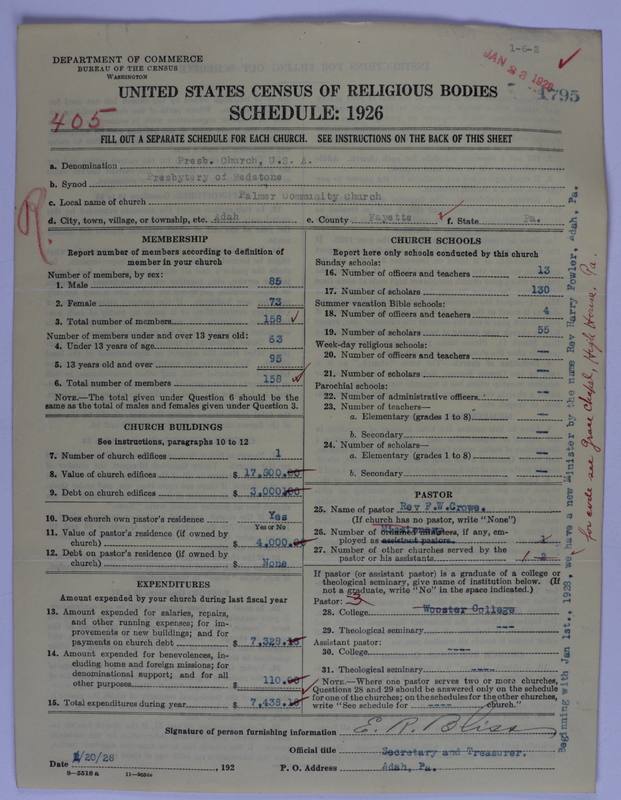 DEPARTMENT OF COMMERCE
BUREAU OF THE CENSUS
WASHINGTON
1-6-2
JAN 23 1928
1795
UNITED STATES CENSUS OF RELIGIOUS BODIES
SCHEDULE: 1926
405
FILL OUT A SEPARATE SCHEDULE FOR EACH CHURCH. SEE INSTRUCTIONS ON THE BACK OF THIS SHEET
R.
a. Denomination Presb. Church, U.S. A.
b. Synod Presbytery of Redstone
c. Local name of church Palmer Community Church
d. City, town, village, or township, etc. Adah e. County Fayette f. State Pa.
MEMBERSHIP
Report number of members according to definition of
member in your church
Number of members, by sex:
1. Male 85
2. Female 73
3. Total number of members 158
Number of members under and over 13 years old:
4. Under 13 years of age 63
5. 13 years old and over 95
6. Total number of members 158
NOTE.—The total given under Question 6 should be the
same as the total of males and females given under Question 3.
CHURCH BUILDINGS
See instructions, paragraphs 10 to 12
7. Number of church edifices 1
8. Value of church edifices $ 17,500.00
9. Debt on church edifices $ 3,000.00
10. Does church own pastor's residence Yes
Yes or No
11. Value of pastor's residence (if owned by
church) $ 4,000.00
12. Debt on pastor's residence (if owned by
church) $ None
EXPENDITURES
Amount expended by church during last fiscal year
13. Amount expended for salaries, repairs,
and other running expenses; for im-
provements or new buildings; and for
payments on church debt $ 7,328.15
14. Amount expended for benevolences, in-
cluding home and foreign missions; for
denominational support; and for all
other purposes $ 110.00
15. Total expenditures during year $ 7,438.15
CHURCH SCHOOLS
Report here only schools conducted by this church
Sunday schools:
16. Number of officers and teachers 13
17. Number of scholars 130
Summer vacation Bible schools:
18. Number of officers and teachers 4
19. Number of scholars 55
Week-day religious schools:
20. Number of officers and teachers —
21. Number of scholars —
Parochial schools:
22. Number of administrative officers —
23. Number of teachers—
a. Elementary (grades 1 to 8) —
b. Secondary —
24. Number of scholars—
a. Elementary (grades 1 to 8) —
b. Secondary —
PASTOR
25. Name of pastor Rev F.W. Crowe.
(If church has no pastor, write "None")
26. Number of ordained ministers, if any, em-
ployed as assistant pastors 1
27. Number of other churches served by the
pastor or his assistants 1 2
If pastor (or assistant pastor) is a graduate of a college or
theological seminary, give name of institution below. (If
not a graduate, write "No" in the space indicated.)
Pastor: 3
28. College Wooster College
29. Theological seminary ---
Assistant pastor:
30. College ----
31. Theological seminary ----
NOTE.—Where one pastor serves two or more churches,
Questions 28 and 29 should be answered only on the schedule
for one of the churches; on the schedules for the other churches,
write "See schedule for ---- church."
Beginning with Jan 1st.. 1928, we have a new Minister by the name Rev Harry Fowler, Adah, Pa.
for code see Grace Chapel, High House, Pa.
Signature of person furnishing information E. R. Bliss
Official title Secretary and Treasurer.
Date 1/20/28, 192 P. O. Address Adah, Pa.